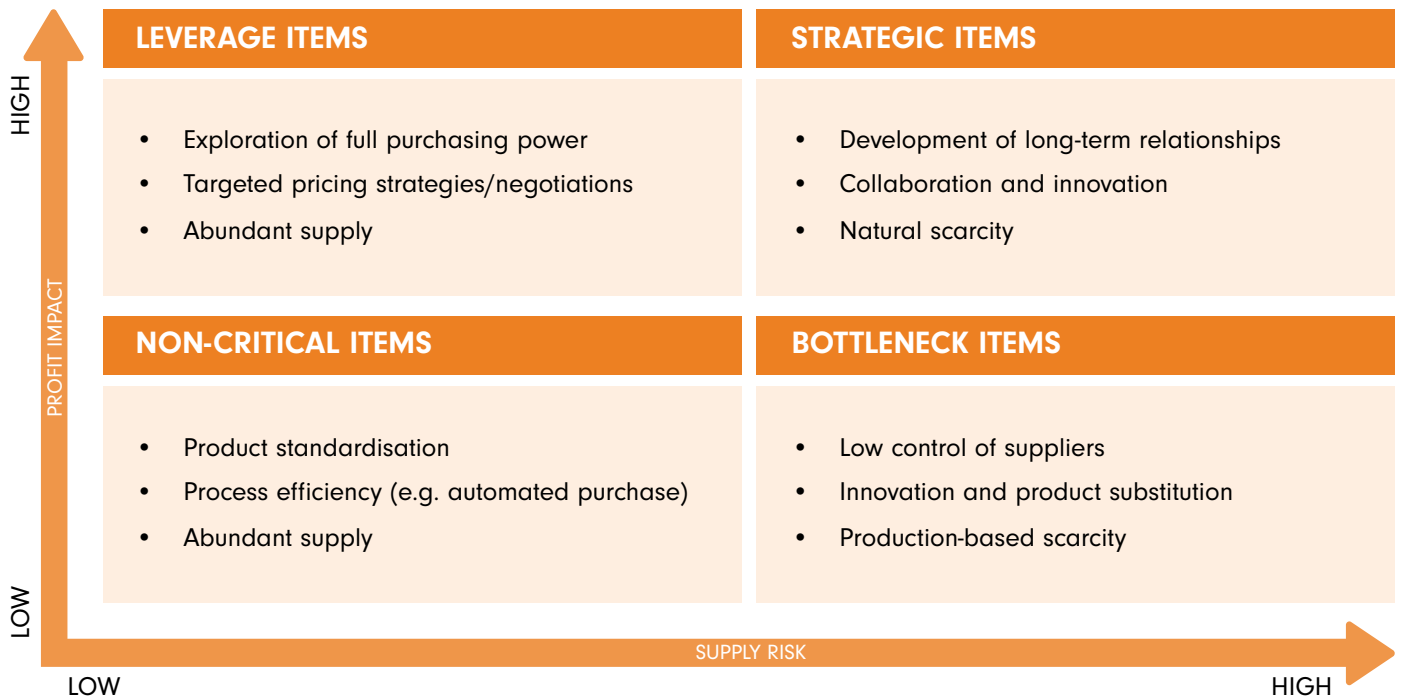 HIGH
PROFIT IMPACT
LOW
LEVERAGE ITEMS
• Exploration of full purchasing power
• Targeted pricing strategies/negotiations
• Abundant supply
STRATEGIC ITEMS
• Development of long-term relationships
• Collaboration and innovation
• Natural scarcity
NON-CRITICAL ITEMS
• Product standardisation
• Process efficiency (e.g. automated purchase)
• Abundant supply
BOTTLENECK ITEMS
• Low control of suppliers
• Innovation and product substitution
• Production-based scarcity
SUPPLY RISK
LOW
HIGH